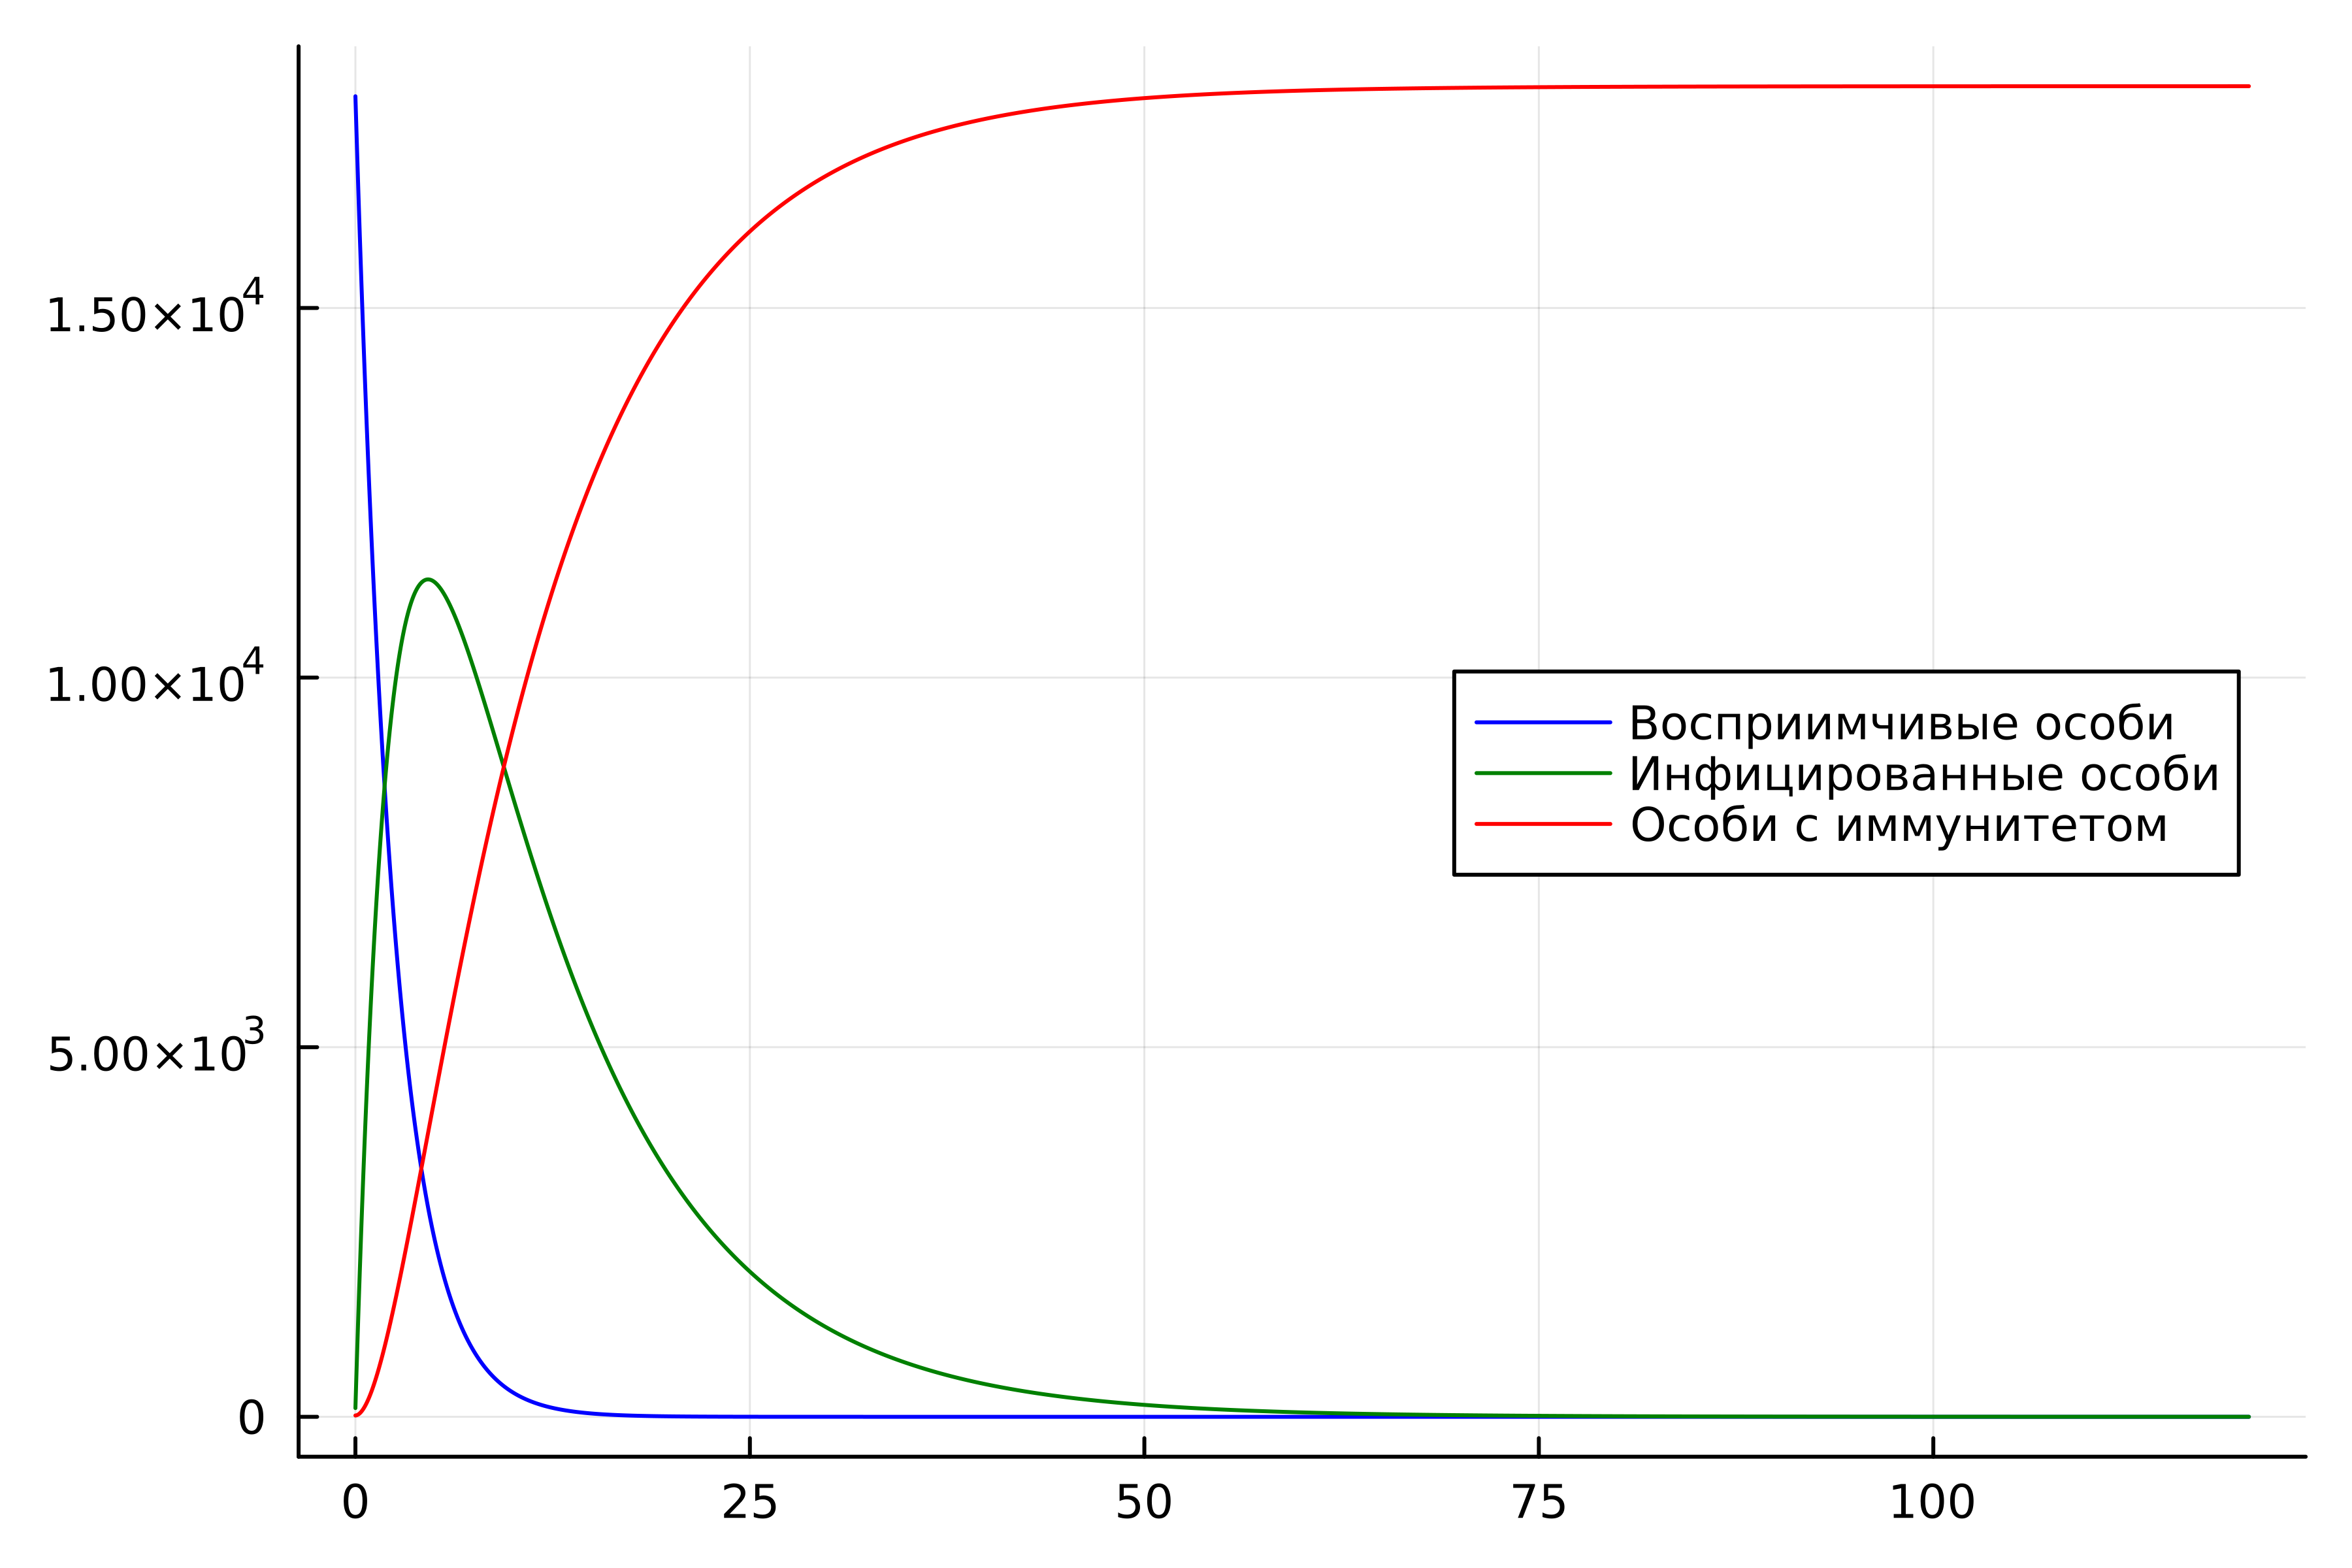 1.50×10⁴
1.00×10⁴
5.00×10³
0
Восприимчивые особи
Инфицированные особи
Особи с иммунитетом
0 25 50 75 100